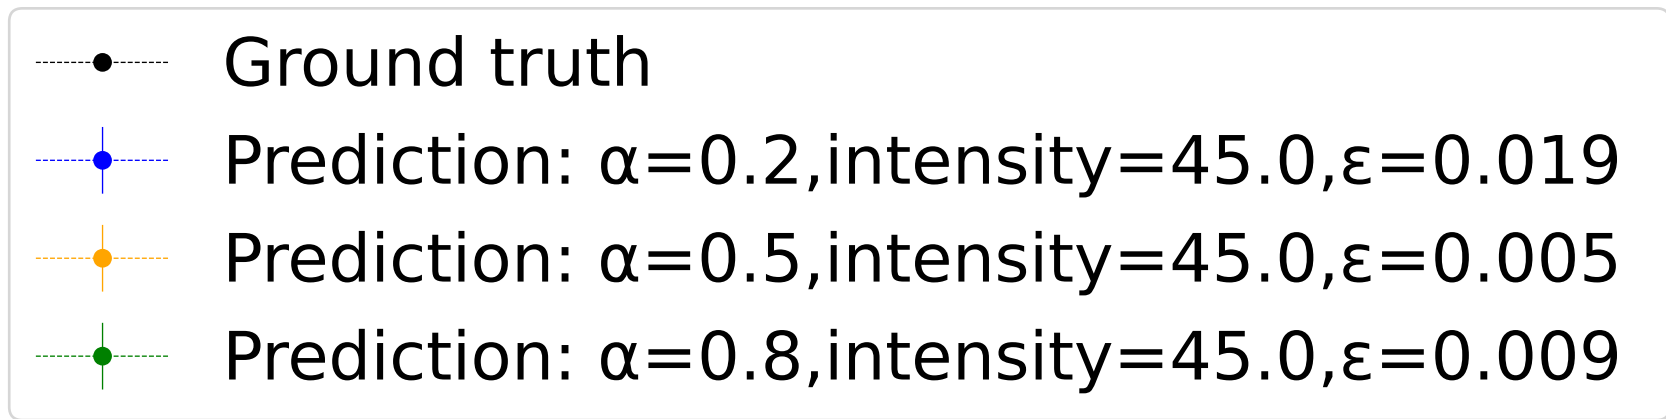 Ground truth
Prediction: α=0.2,intensity=45.0,ε=0.019
Prediction: α=0.5,intensity=45.0,ε=0.005
Prediction: α=0.8,intensity=45.0,ε=0.009